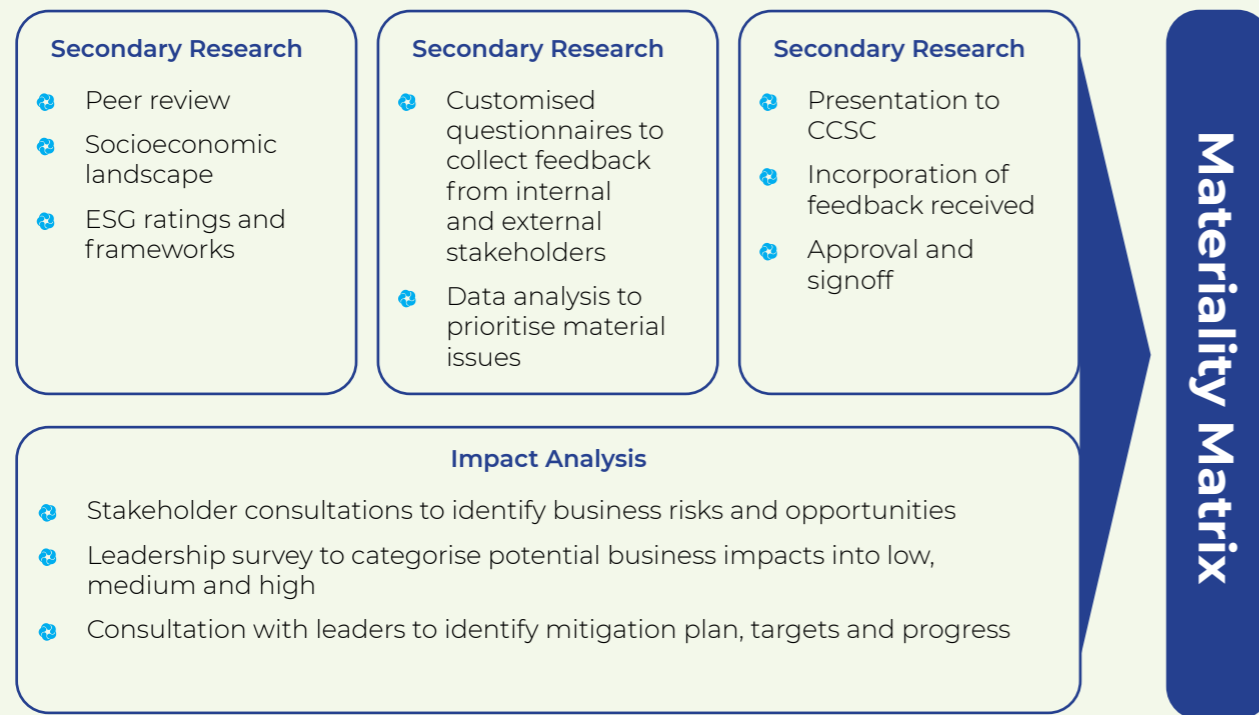 Secondary Research
Peer review
Socioeconomic
landscape
ESG ratings and
frameworks
Secondary Research
Customised
questionnaires to
collect feedback
from internal
and external
stakeholders
Data analysis to
prioritise material
issues
Secondary Research
Presentation to
CCSC
Incorporation of
feedback received
Approval and
signoff
Impact Analysis
Stakeholder consultations to identify business risks and opportunities
Leadership survey to categorise potential business impacts into low,
medium and high
Consultation with leaders to identify mitigation plan, targets and progress
Materiality Matrix